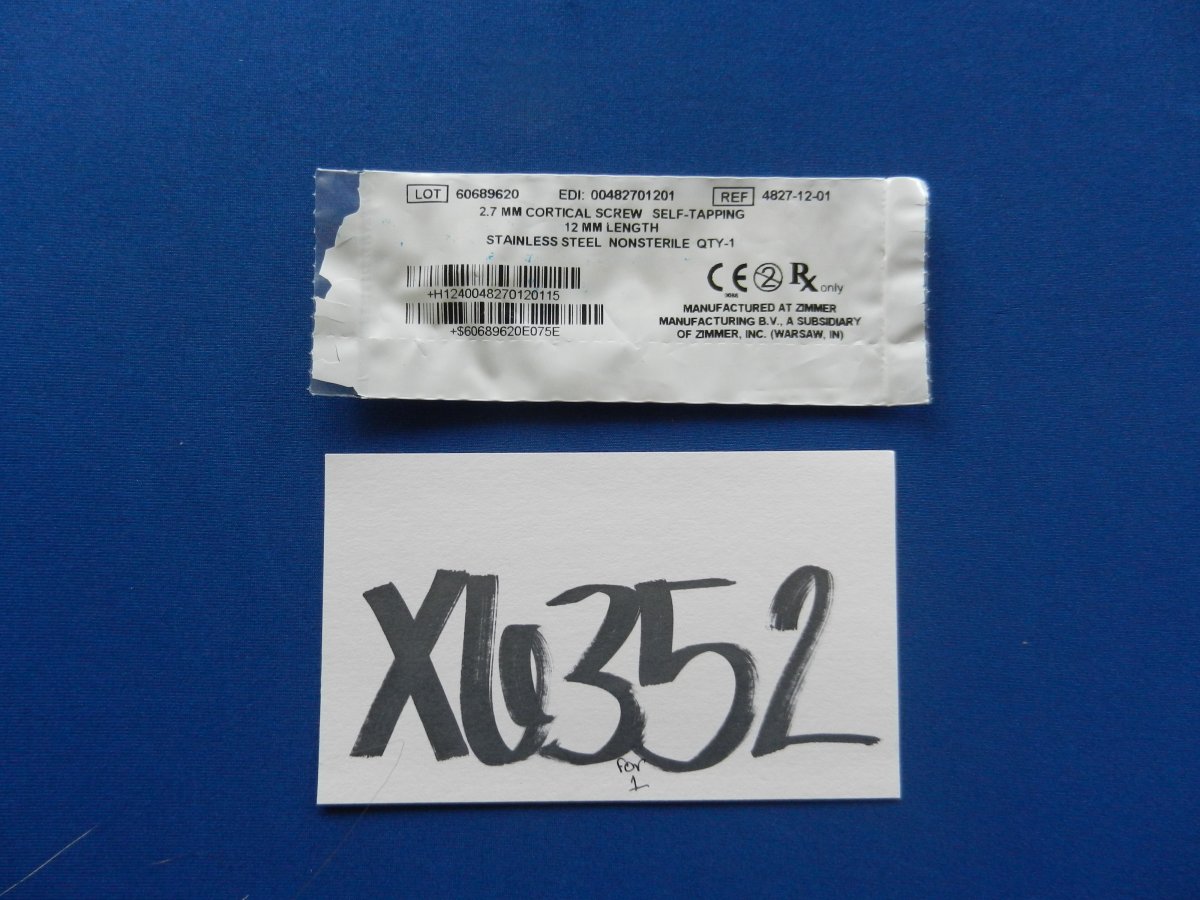 LOT 60689620 EDI: 00482701201 REF 4827-12-01
2.7 MM CORTICAL SCREW SELF-TAPPING
12 MM LENGTH
STAINLESS STEEL NONSTERILE QTY-1
+H1240048270120115
+$60689620E075E
CE 2 Rx only
0086
MANUFACTURED AT ZIMMER
MANUFACTURING B.V., A SUBSIDIARY
OF ZIMMER, INC. (WARSAW, IN)
X6352
for
1